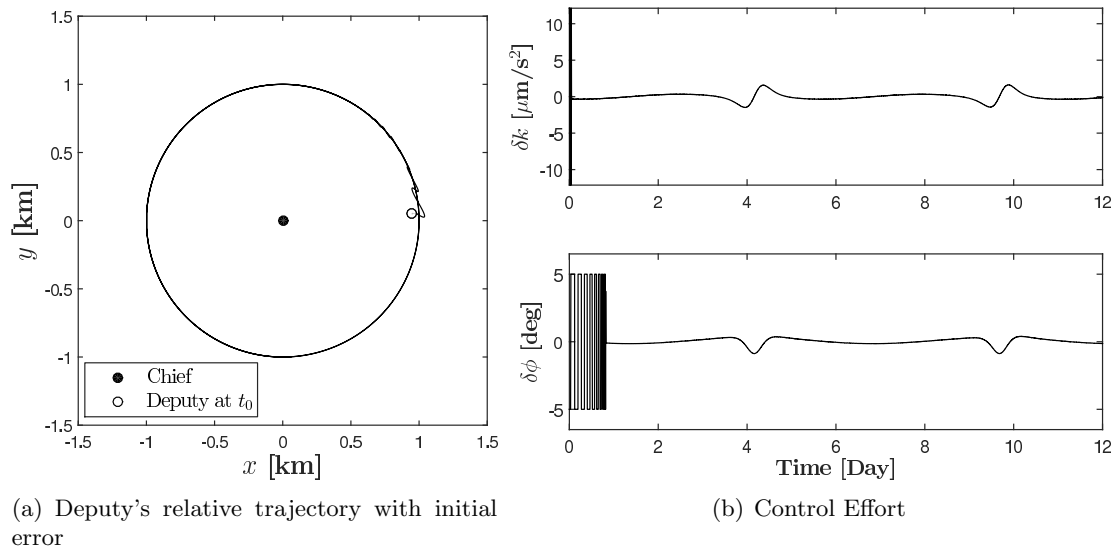 1.5
1
0.5
0
-0.5
-1
-1.5
y [km]
-1.5 -1 -0.5 0 0.5 1 1.5
x [km]
Chief
Deputy at t₀
(a) Deputy's relative trajectory with initial
error
10
5
0
-5
-10
δk [μm/s²]
0 2 4 6 8 10 12
5
0
-5
δϕ [deg]
0 2 4 6 8 10 12
Time [Day]
(b) Control Effort